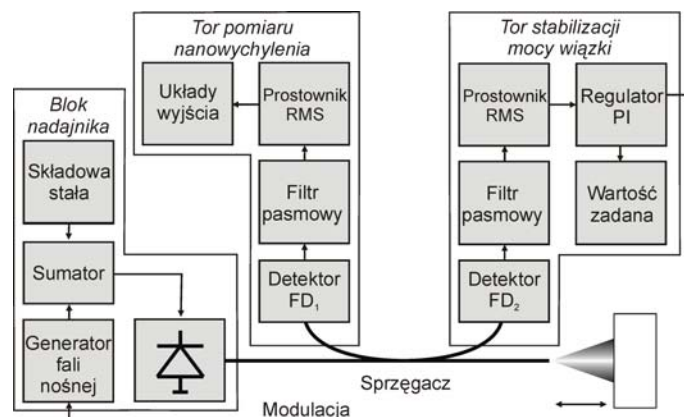 Tor pomiaru
nanowychylenia
Tor stabilizacji
mocy wiązki
Blok
nadajnika
Układy
wyjścia
Prostownik
RMS
Prostownik
RMS
Regulator
PI
Składowa
stała
Filtr
pasmowy
Filtr
pasmowy
Wartość
zadana
Sumator
Detektor
FD₁
Detektor
FD₂
Generator
fali
nośnej
Sprzęgacz
Modulacja